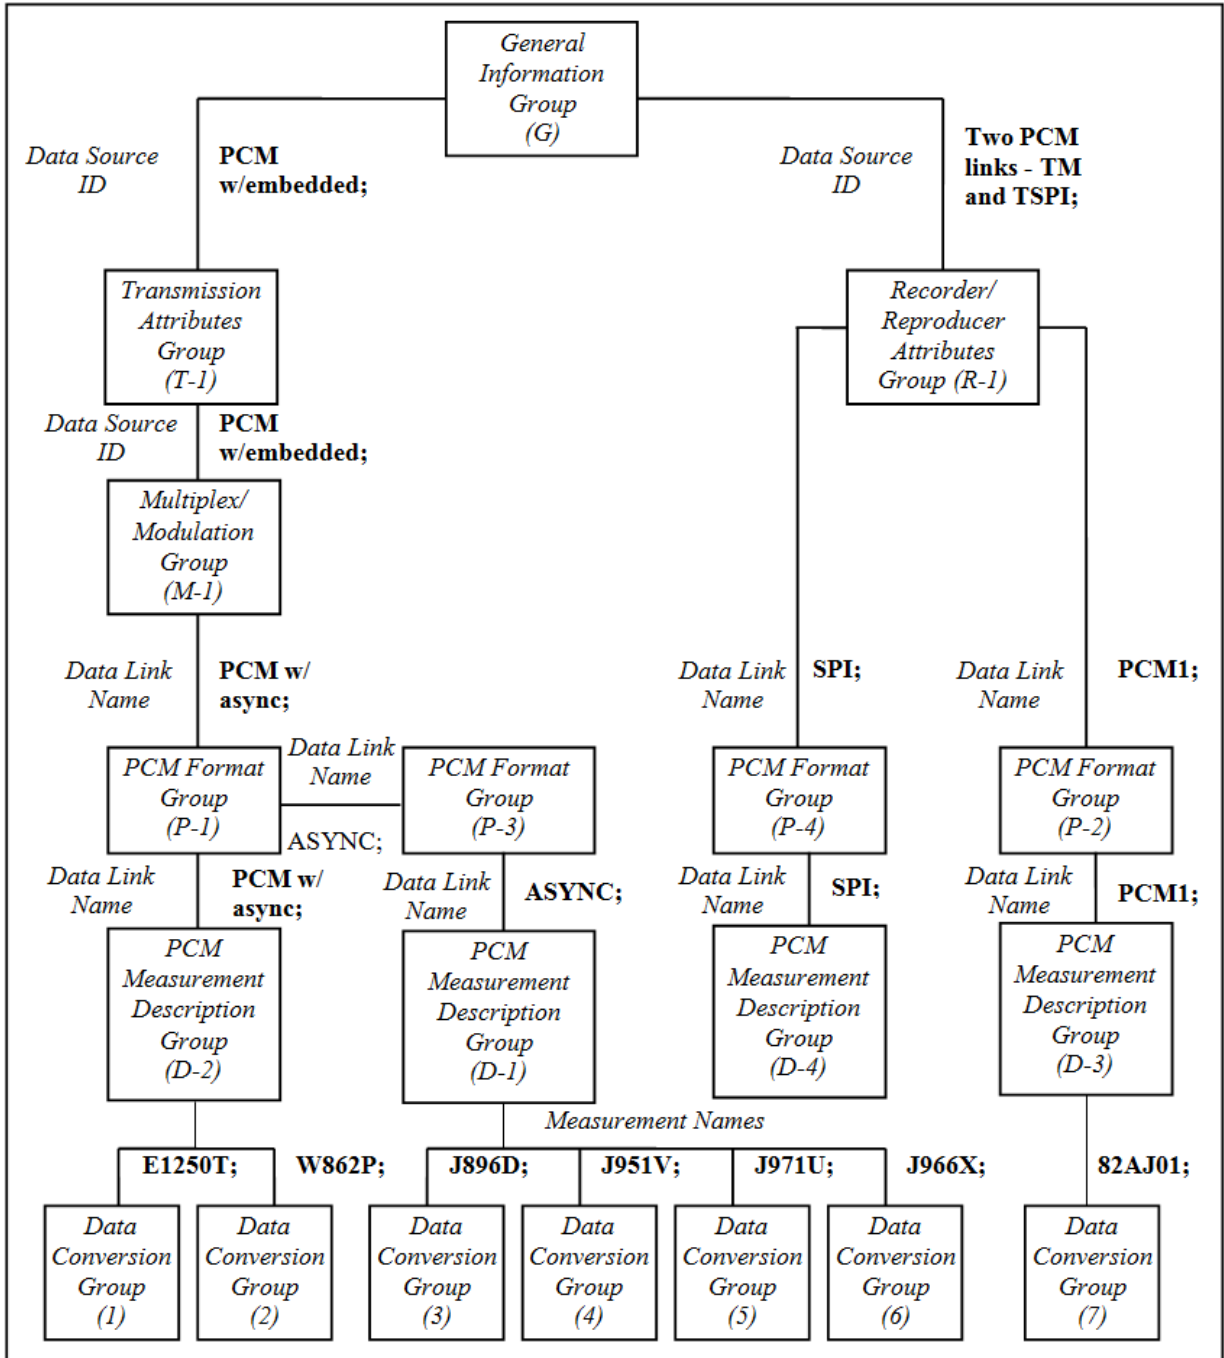 General
Information
Group
(G)
Data Source
ID
PCM
w/embedded;
Data Source
ID
Two PCM
links - TM
and TSPI;
Transmission
Attributes
Group
(T-1)
Recorder/
Reproducer
Attributes
Group (R-1)
Data Source
ID
PCM
w/embedded;
Multiplex/
Modulation
Group
(M-1)
Data Link
Name
PCM w/
async;
Data Link
Name
SPI;
Data Link
Name
PCM1;
PCM Format
Group
(P-1)
Data Link
Name
ASYNC;
PCM Format
Group
(P-3)
PCM Format
Group
(P-4)
PCM Format
Group
(P-2)
Data Link
Name
PCM w/
async;
Data Link
Name
ASYNC;
Data Link
Name
SPI;
Data Link
Name
PCM1;
PCM
Measurement
Description
Group
(D-2)
PCM
Measurement
Description
Group
(D-1)
PCM
Measurement
Description
Group
(D-4)
PCM
Measurement
Description
Group
(D-3)
Measurement Names
E1250T;
W862P;
J896D;
J951V;
J971U;
J966X;
82AJ01;
Data
Conversion
Group
(1)
Data
Conversion
Group
(2)
Data
Conversion
Group
(3)
Data
Conversion
Group
(4)
Data
Conversion
Group
(5)
Data
Conversion
Group
(6)
Data
Conversion
Group
(7)